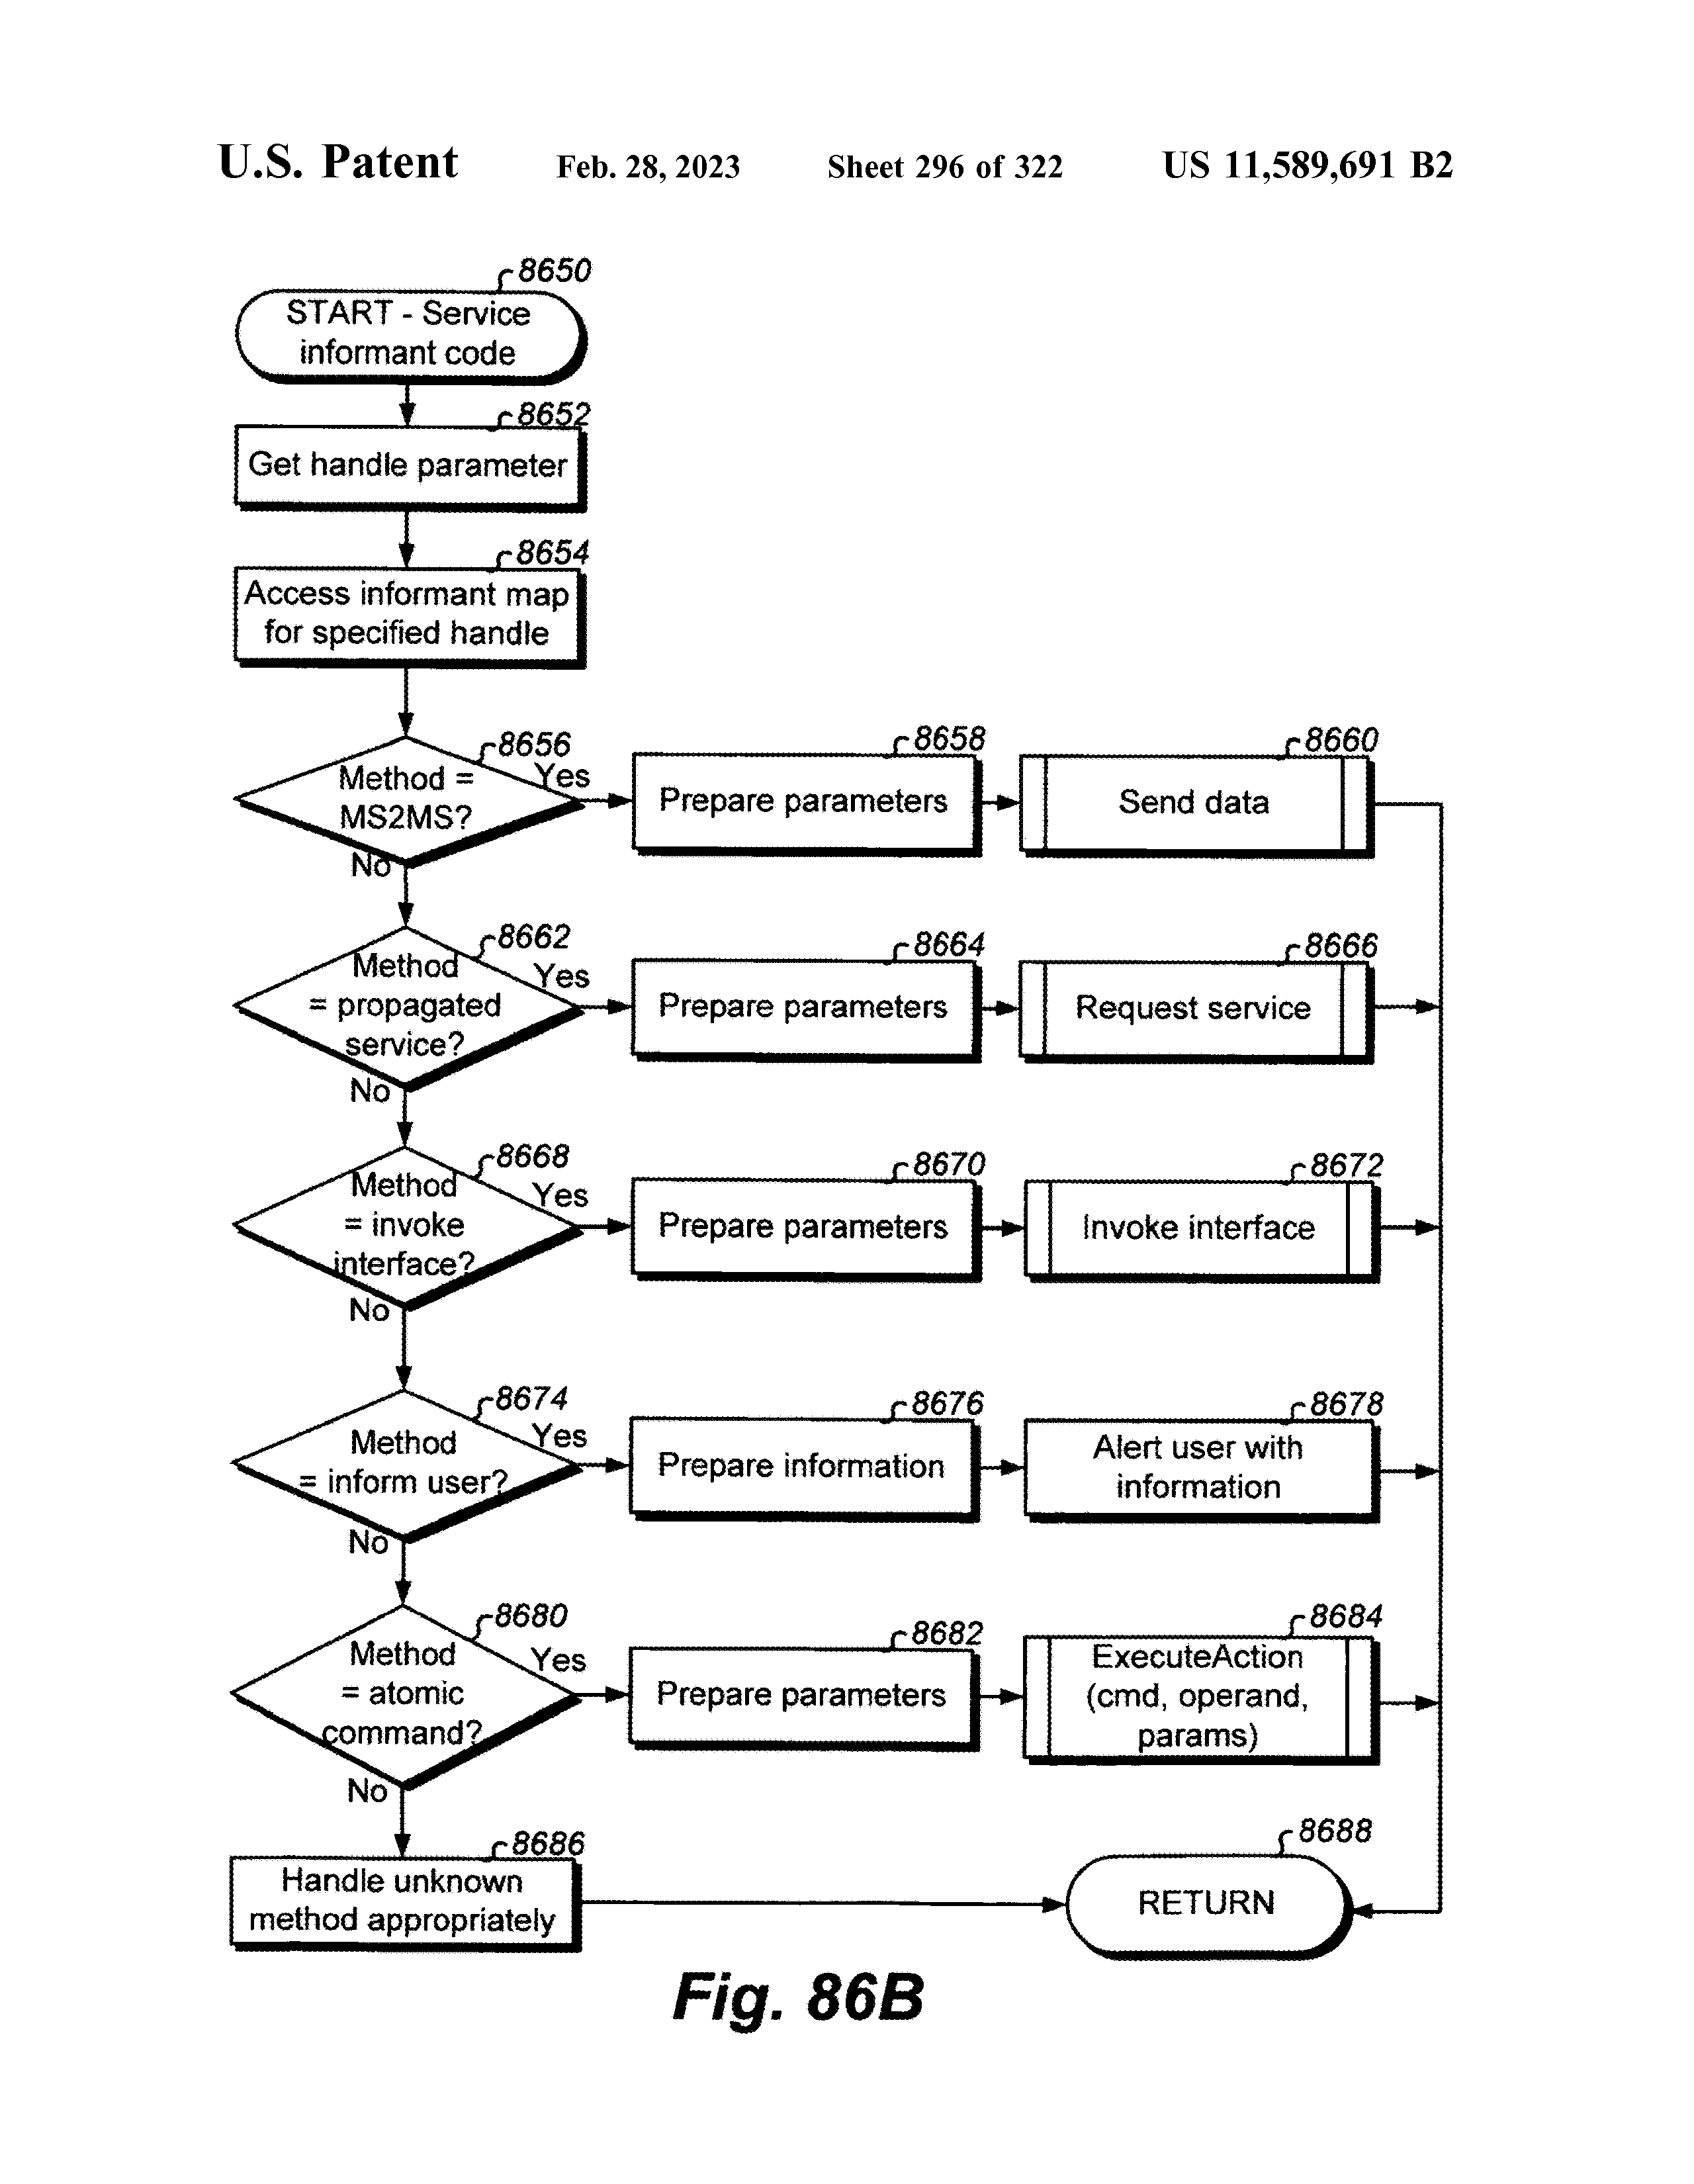 U.S. Patent Feb. 28, 2023 Sheet 296 of 322 US 11,589,691 B2
8650
START - Service
informant code
8652
Get handle parameter
8654
Access informant map
for specified handle
8656
Method =
MS2MS?
Yes
No
8658
Prepare parameters
8660
Send data
8662
Method
= propagated
service?
Yes
No
8664
Prepare parameters
8666
Request service
8668
Method
= invoke
interface?
Yes
No
8670
Prepare parameters
8672
Invoke interface
8674
Method
= inform user?
Yes
No
8676
Prepare information
8678
Alert user with
information
8680
Method
= atomic
command?
Yes
No
8682
Prepare parameters
8684
ExecuteAction
(cmd, operand,
params)
8686
Handle unknown
method appropriately
8688
RETURN
Fig. 86B